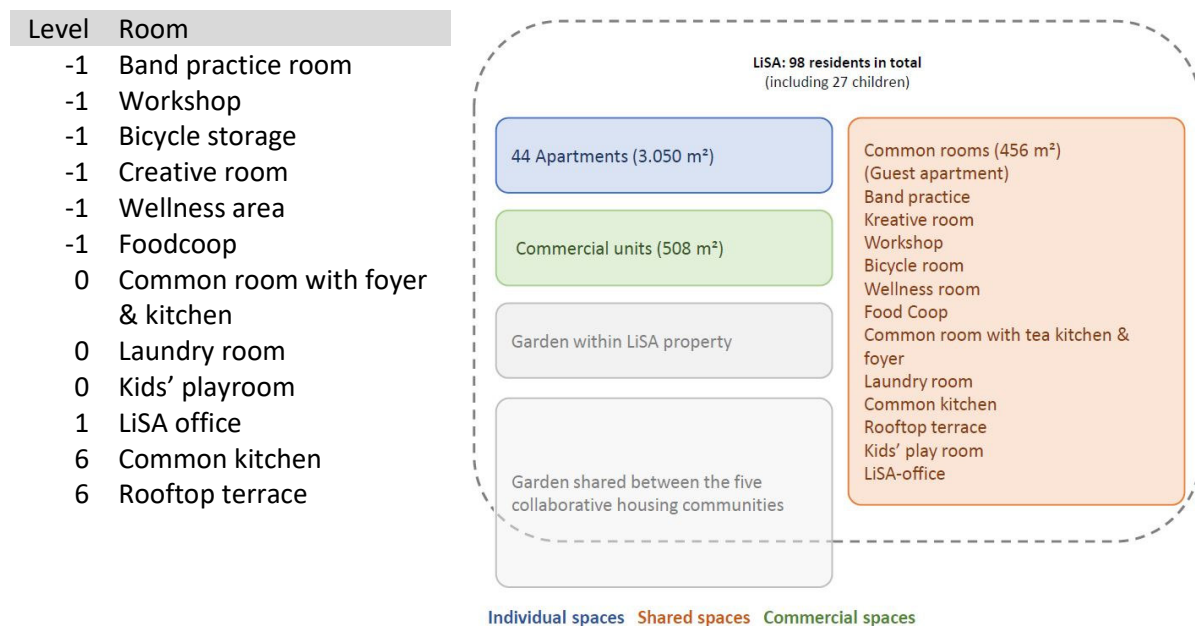 Level Room
-1 Band practice room
-1 Workshop
-1 Bicycle storage
-1 Creative room
-1 Wellness area
-1 Foodcoop
0 Common room with foyer
& kitchen
0 Laundry room
0 Kids’ playroom
1 LiSA office
6 Common kitchen
6 Rooftop terrace
LiSA: 98 residents in total
(including 27 children)
44 Apartments (3.050 m²)
Commercial units (508 m²)
Garden within LiSA property
Garden shared between the five
collaborative housing communities
Common rooms (456 m²)
(Guest apartment)
Band practice
Kreative room
Workshop
Bicycle room
Wellness room
Food Coop
Common room with tea kitchen &
foyer
Laundry room
Common kitchen
Rooftop terrace
Kids’ play room
LiSA-office
Individual spaces Shared spaces Commercial spaces